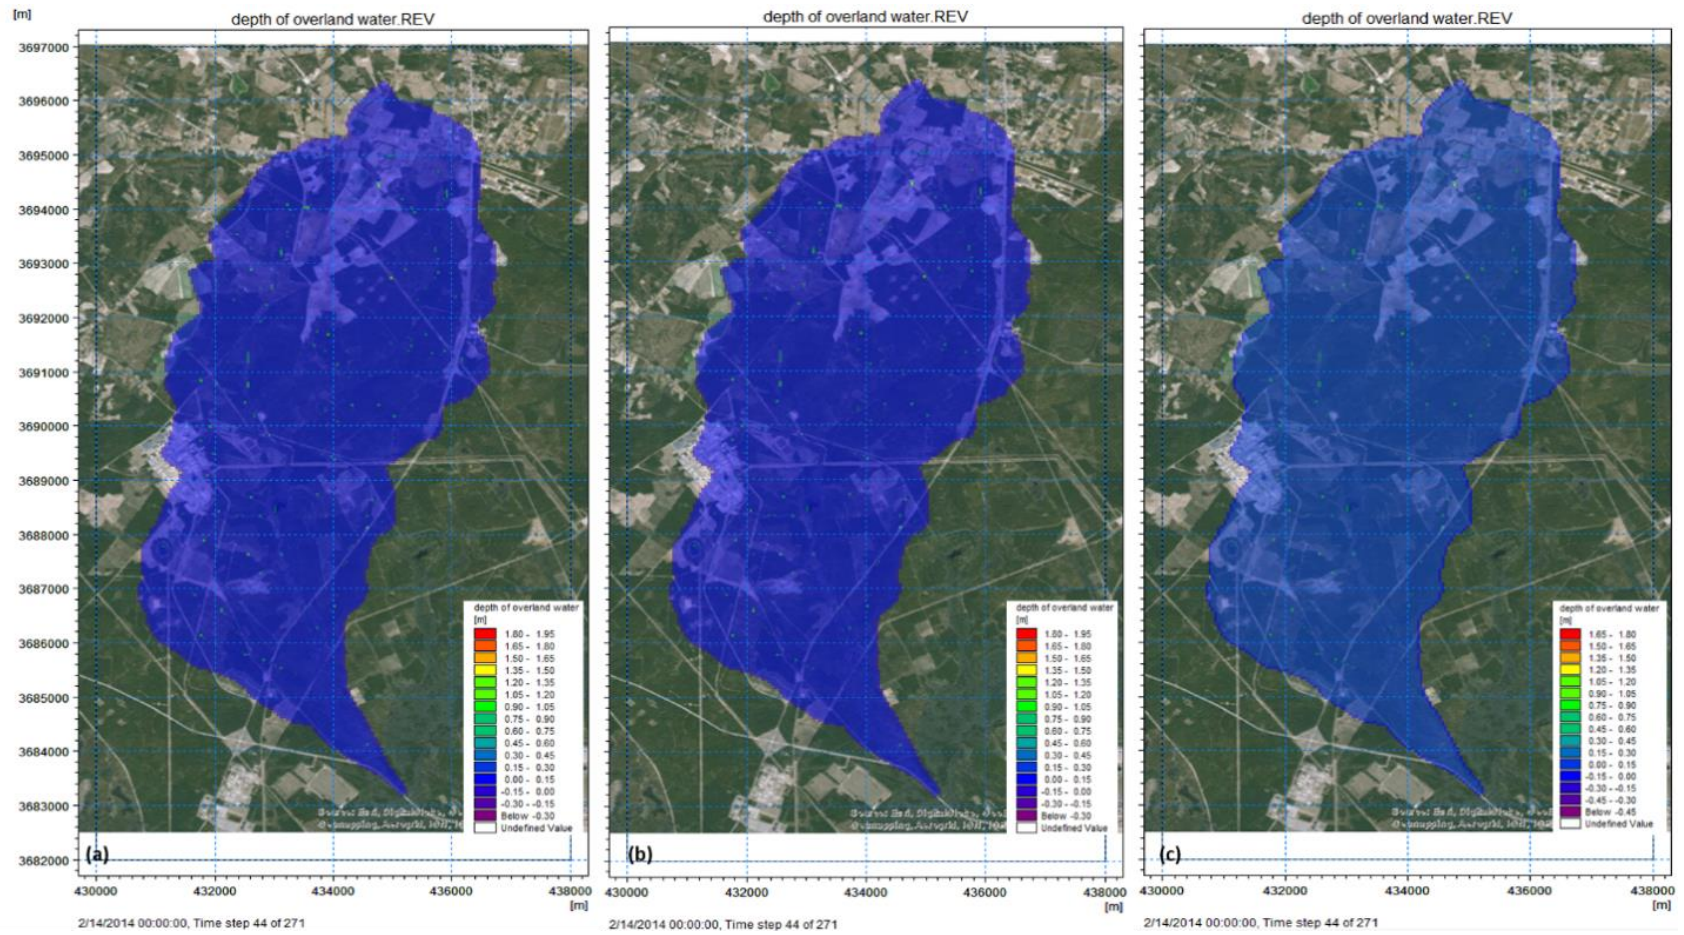 [m]
depth of overland water.REV
depth of overland water.REV
depth of overland water.REV
3697000
3696000
3695000
3694000
3693000
3692000
3691000
3690000
3689000
3688000
3687000
3686000
3685000
3684000
3683000
3682000
depth of overland water
[m]
1.80 - 1.95
1.65 - 1.80
1.50 - 1.65
1.35 - 1.50
1.20 - 1.35
1.05 - 1.20
0.90 - 1.05
0.75 - 0.90
0.60 - 0.75
0.45 - 0.60
0.30 - 0.45
0.15 - 0.30
0.00 - 0.15
-0.15 - 0.00
-0.30 - -0.15
Below -0.30
Undefined Value
depth of overland water
[m]
1.80 - 1.95
1.65 - 1.80
1.50 - 1.65
1.35 - 1.50
1.20 - 1.35
1.05 - 1.20
0.90 - 1.05
0.75 - 0.90
0.60 - 0.75
0.45 - 0.60
0.30 - 0.45
0.15 - 0.30
0.00 - 0.15
-0.15 - 0.00
-0.30 - -0.15
Below -0.30
Undefined Value
depth of overland water
[m]
1.65 - 1.80
1.50 - 1.65
1.35 - 1.50
1.20 - 1.35
1.05 - 1.20
0.90 - 1.05
0.75 - 0.90
0.60 - 0.75
0.45 - 0.60
0.30 - 0.45
0.15 - 0.30
0.00 - 0.15
-0.15 - 0.00
-0.30 - -0.15
-0.45 - -0.30
Below -0.45
Undefined Value
(a)
(b)
(c)
430000 432000 434000 436000 438000
[m]
430000 432000 434000 436000 438000
[m]
430000 432000 434000 436000 438000
[m]
2/14/2014 00:00:00, Time step 44 of 271
2/14/2014 00:00:00, Time step 44 of 271
2/14/2014 00:00:00, Time step 44 of 271